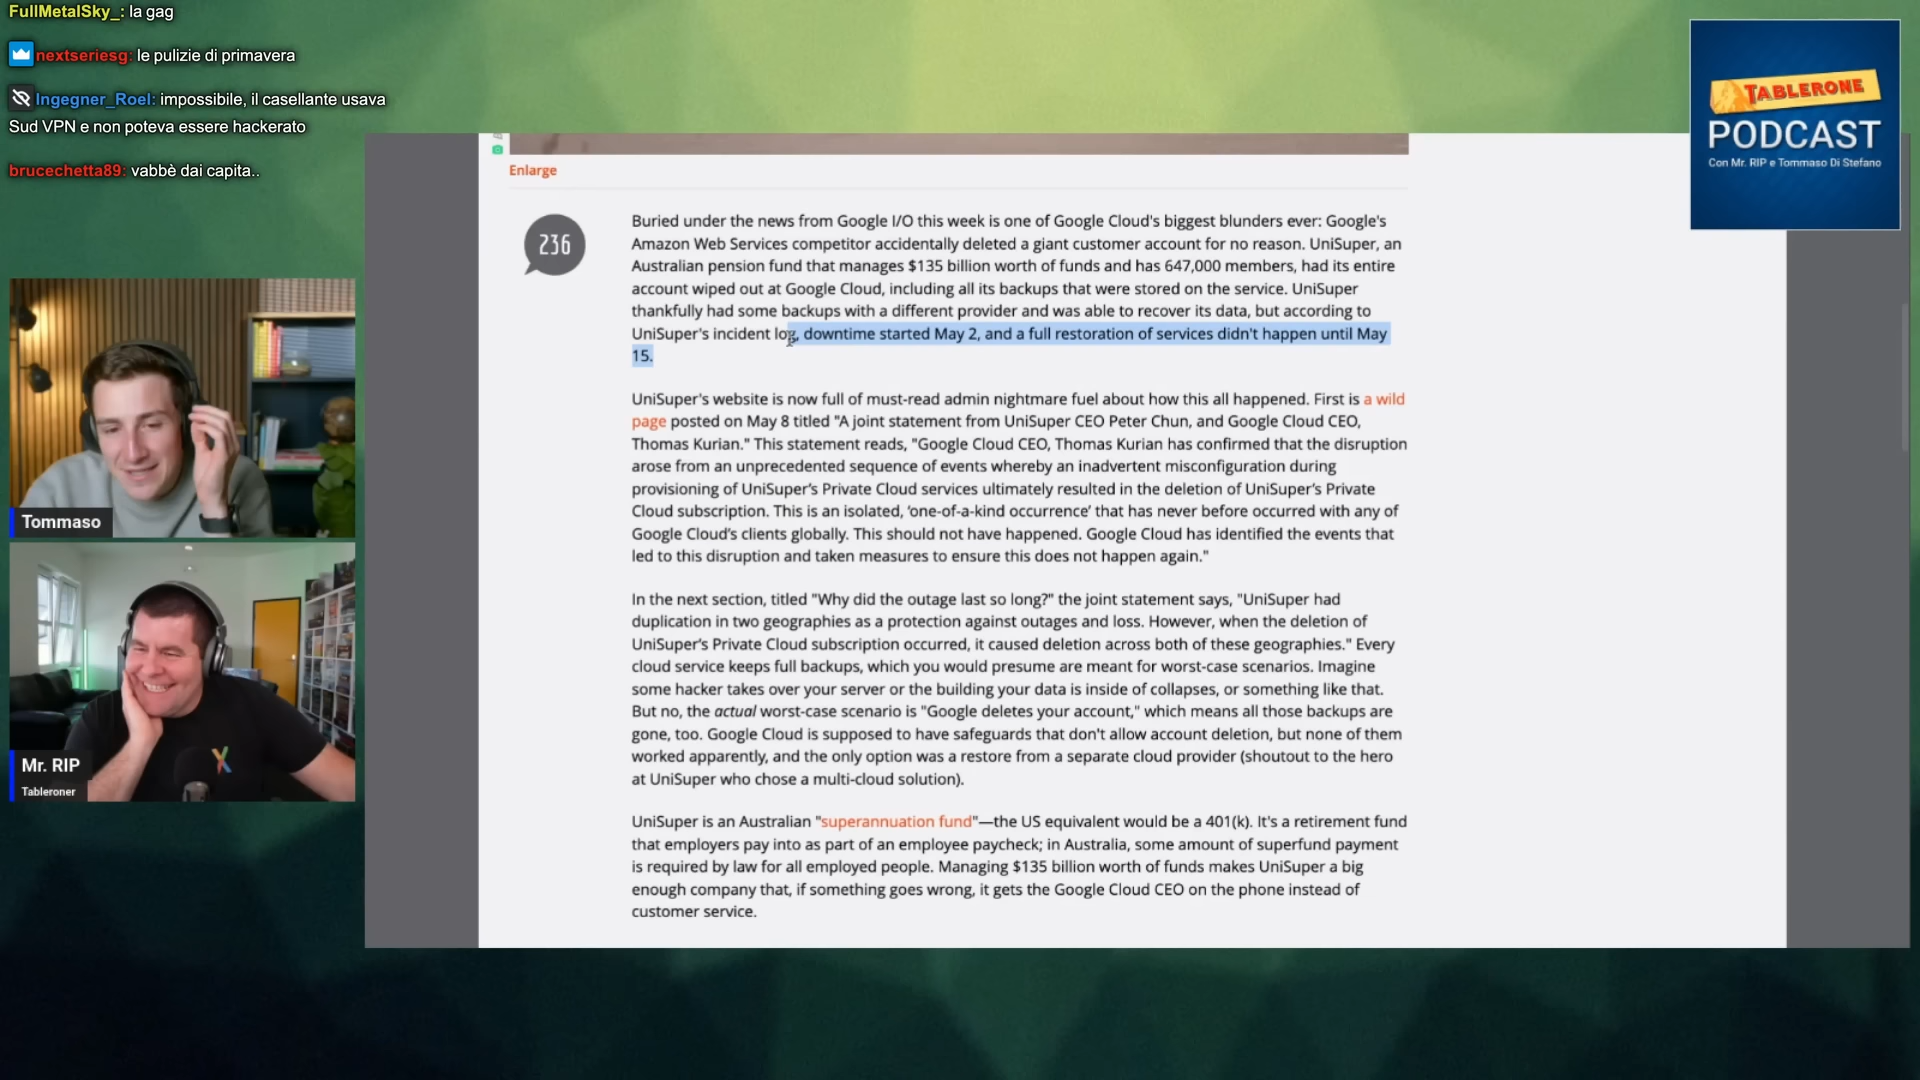 FullMetalSky_: la gag
nextseriesg: le pulizie di primavera
Ingegner_Roel: impossibile, il casellante usava
Sud VPN e non poteva essere hackerato
brucechetta89: vabbè dai capita..
TABLERONE
PODCAST
Con Mr. RIP e Tommaso Di Stefano
Enlarge
236
Buried under the news from Google I/O this week is one of Google Cloud's biggest blunders ever: Google's
Amazon Web Services competitor accidentally deleted a giant customer account for no reason. UniSuper, an
Australian pension fund that manages $135 billion worth of funds and has 647,000 members, had its entire
account wiped out at Google Cloud, including all its backups that were stored on the service. UniSuper
thankfully had some backups with a different provider and was able to recover its data, but according to
UniSuper's incident log, downtime started May 2, and a full restoration of services didn't happen until May
15.
UniSuper's website is now full of must-read admin nightmare fuel about how this all happened. First is a wild
page posted on May 8 titled "A joint statement from UniSuper CEO Peter Chun, and Google Cloud CEO,
Thomas Kurian." This statement reads, "Google Cloud CEO, Thomas Kurian has confirmed that the disruption
arose from an unprecedented sequence of events whereby an inadvertent misconfiguration during
provisioning of UniSuper’s Private Cloud services ultimately resulted in the deletion of UniSuper’s Private
Cloud subscription. This is an isolated, ‘one-of-a-kind occurrence’ that has never before occurred with any of
Google Cloud’s clients globally. This should not have happened. Google Cloud has identified the events that
led to this disruption and taken measures to ensure this does not happen again."
In the next section, titled "Why did the outage last so long?" the joint statement says, "UniSuper had
duplication in two geographies as a protection against outages and loss. However, when the deletion of
UniSuper’s Private Cloud subscription occurred, it caused deletion across both of these geographies." Every
cloud service keeps full backups, which you would presume are meant for worst-case scenarios. Imagine
some hacker takes over your server or the building your data is inside of collapses, or something like that.
But no, the actual worst-case scenario is "Google deletes your account," which means all those backups are
gone, too. Google Cloud is supposed to have safeguards that don't allow account deletion, but none of them
worked apparently, and the only option was a restore from a separate cloud provider (shoutout to the hero
at UniSuper who chose a multi-cloud solution).
UniSuper is an Australian "superannuation fund"—the US equivalent would be a 401(k). It's a retirement fund
that employers pay into as part of an employee paycheck; in Australia, some amount of superfund payment
is required by law for all employed people. Managing $135 billion worth of funds makes UniSuper a big
enough company that, if something goes wrong, it gets the Google Cloud CEO on the phone instead of
customer service.
Tommaso
Mr. RIP
Tableroner